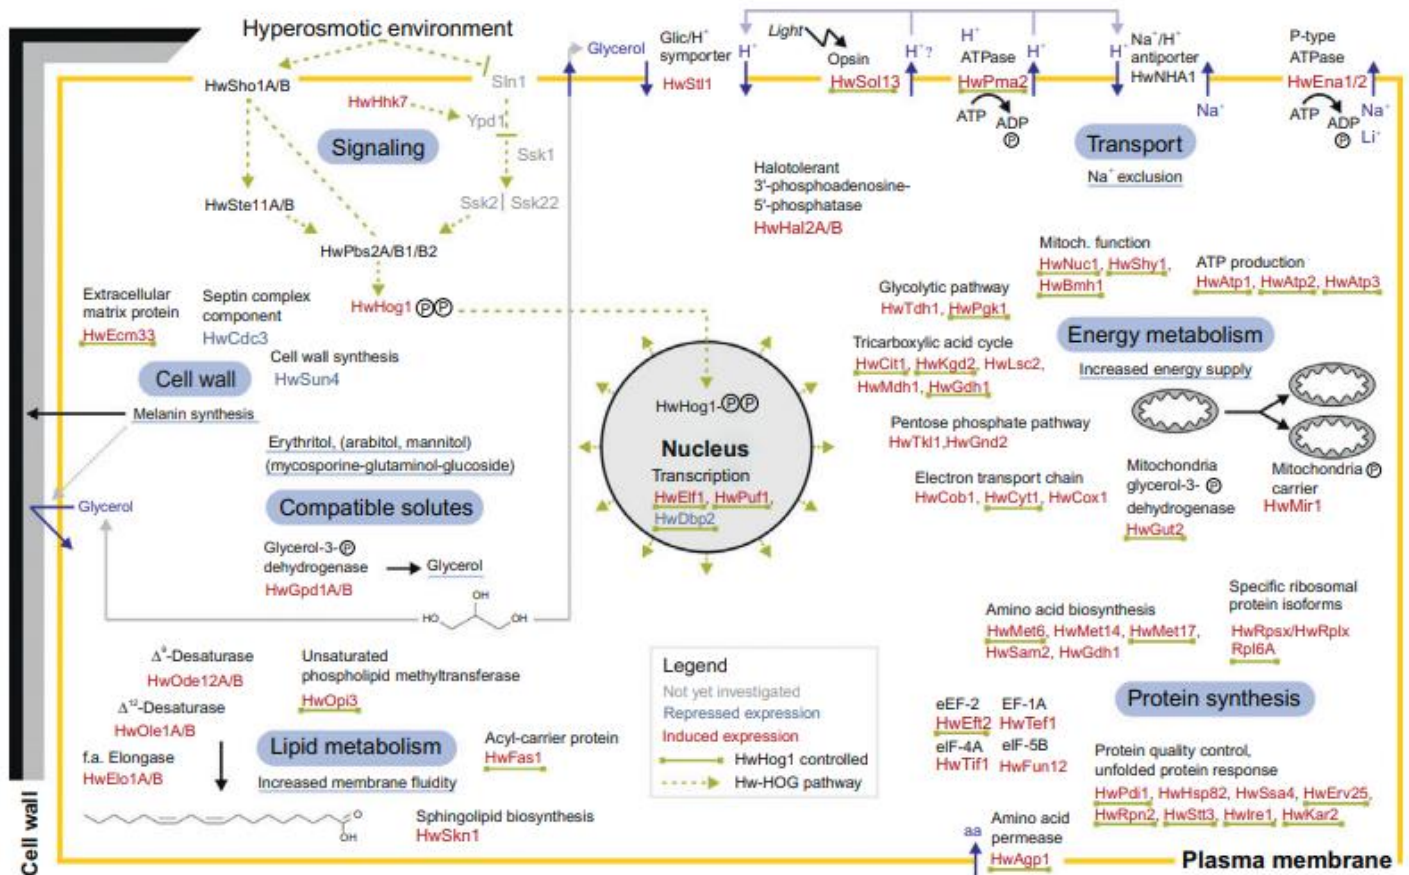 Hyperosmotic environment
HwSho1A/B
Sln1
HwHhk7
Ypd1
Signaling
Ssk1
HwSte11A/B
Ssk2| Ssk22
HwPbs2A/B1/B2
HwHog1 PP
Glycerol
Glic/H⁺
symporter
HwStl1
H⁺
Light
Opsin
HwSol13
H⁺?
H⁺
ATPase
HwPma2
ATP
ADP
P
H⁺
H⁺
Na⁺/H⁺
antiporter
HwNHA1
Na⁺
P-type
ATPase
HwEna1/2
ATP
ADP
P
Na⁺
Li⁺
Transport
Na⁺ exclusion
Halotolerant
3'-phosphoadenosine-
5'-phosphatase
HwHal2A/B
Extracellular
matrix protein
HwEcm33
Septin complex
component
HwCdc3
Cell wall synthesis
HwSun4
Cell wall
Melanin synthesis
Glycerol
Erythritol, (arabitol, mannitol)
(mycosporine-glutaminol-glucoside)
Compatible solutes
Glycerol-3-P
dehydrogenase
HwGpd1A/B
Glycerol
OH
HO
OH
HwHog1-PP
Nucleus
Transcription
HwElf1, HwPuf1,
HwDbp2
Mitoch. function
HwNuc1, HwShy1,
HwBmh1
ATP production
HwAtp1, HwAtp2, HwAtp3
Glycolytic pathway
HwTdh1, HwPgk1
Energy metabolism
Increased energy supply
Tricarboxylic acid cycle
HwCit1, HwKgd2, HwLsc2,
HwMdh1, HwGdh1
Pentose phosphate pathway
HwTkl1,HwGnd2
Electron transport chain
HwCob1, HwCyt1, HwCox1
Mitochondria
glycerol-3- P
dehydrogenase
HwGut2
Mitochondria P
carrier
HwMir1
Δ⁹-Desaturase
HwOde12A/B
Δ¹²-Desaturase
HwOle1A/B
f.a. Elongase
HwElo1A/B
Unsaturated
phospholipid methyltransferase
HwOpi3
Lipid metabolism
Increased membrane fluidity
Acyl-carrier protein
HwFas1
O
OH
Sphingolipid biosynthesis
HwSkn1
Legend
Not yet investigated
Repressed expression
Induced expression
HwHog1 controlled
Hw-HOG pathway
Amino acid biosynthesis
HwMet6, HwMet14, HwMet17,
HwSam2, HwGdh1
Specific ribosomal
protein isoforms
HwRpsx/HwRplx
Rpl6A
Protein synthesis
eEF-2
HwEft2
EF-1A
HwTef1
eIF-4A
HwTif1
eIF-5B
HwFun12
Protein quality control,
unfolded protein response
HwPdi1, HwHsp82, HwSsa4, HwErv25,
HwRpn2, HwStt3, HwIre1, HwKar2
aa
Amino acid
permease
HwAgp1
Plasma membrane
Cell wall